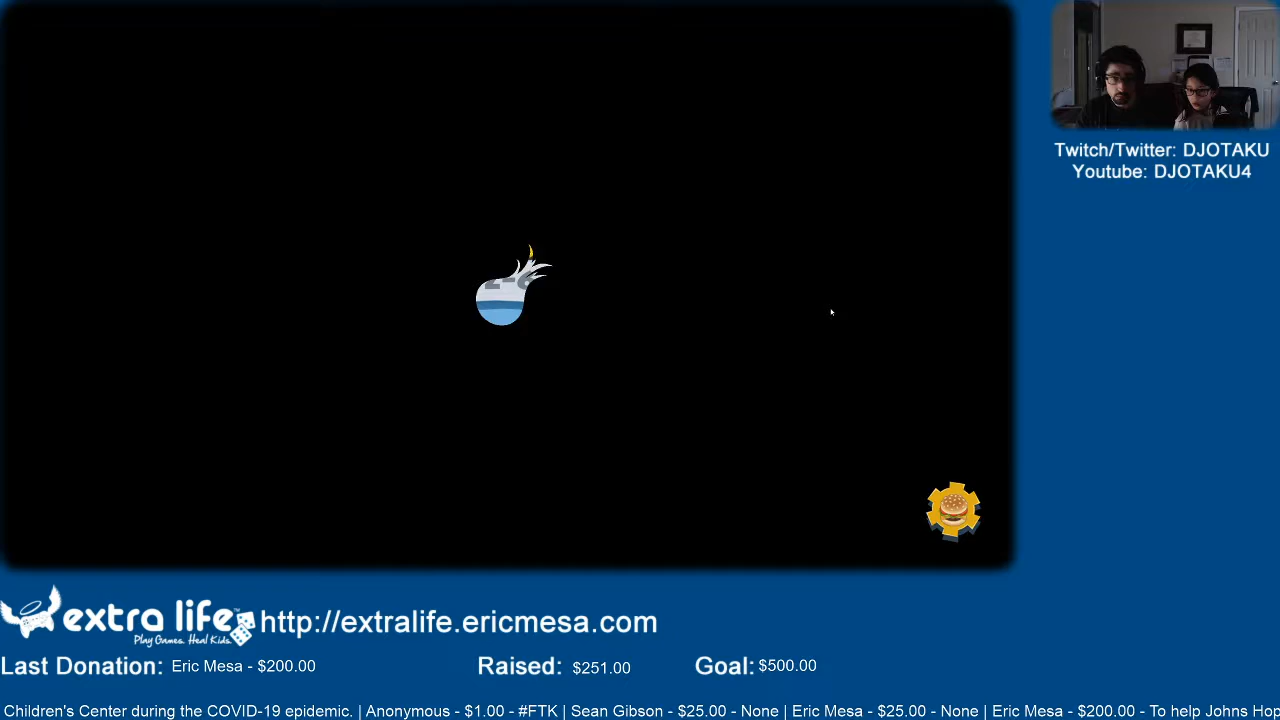 Twitch/Twitter: DJOTAKU
Youtube: DJOTAKU4
extra life
Play Games. Heal Kids.
http://extralife.ericmesa.com
Last Donation: Eric Mesa - $200.00 Raised: $251.00 Goal: $500.00
Children's Center during the COVID-19 epidemic. | Anonymous - $1.00 - #FTK | Sean Gibson - $25.00 - None | Eric Mesa - $25.00 - None | Eric Mesa - $200.00 - To help Johns Hop